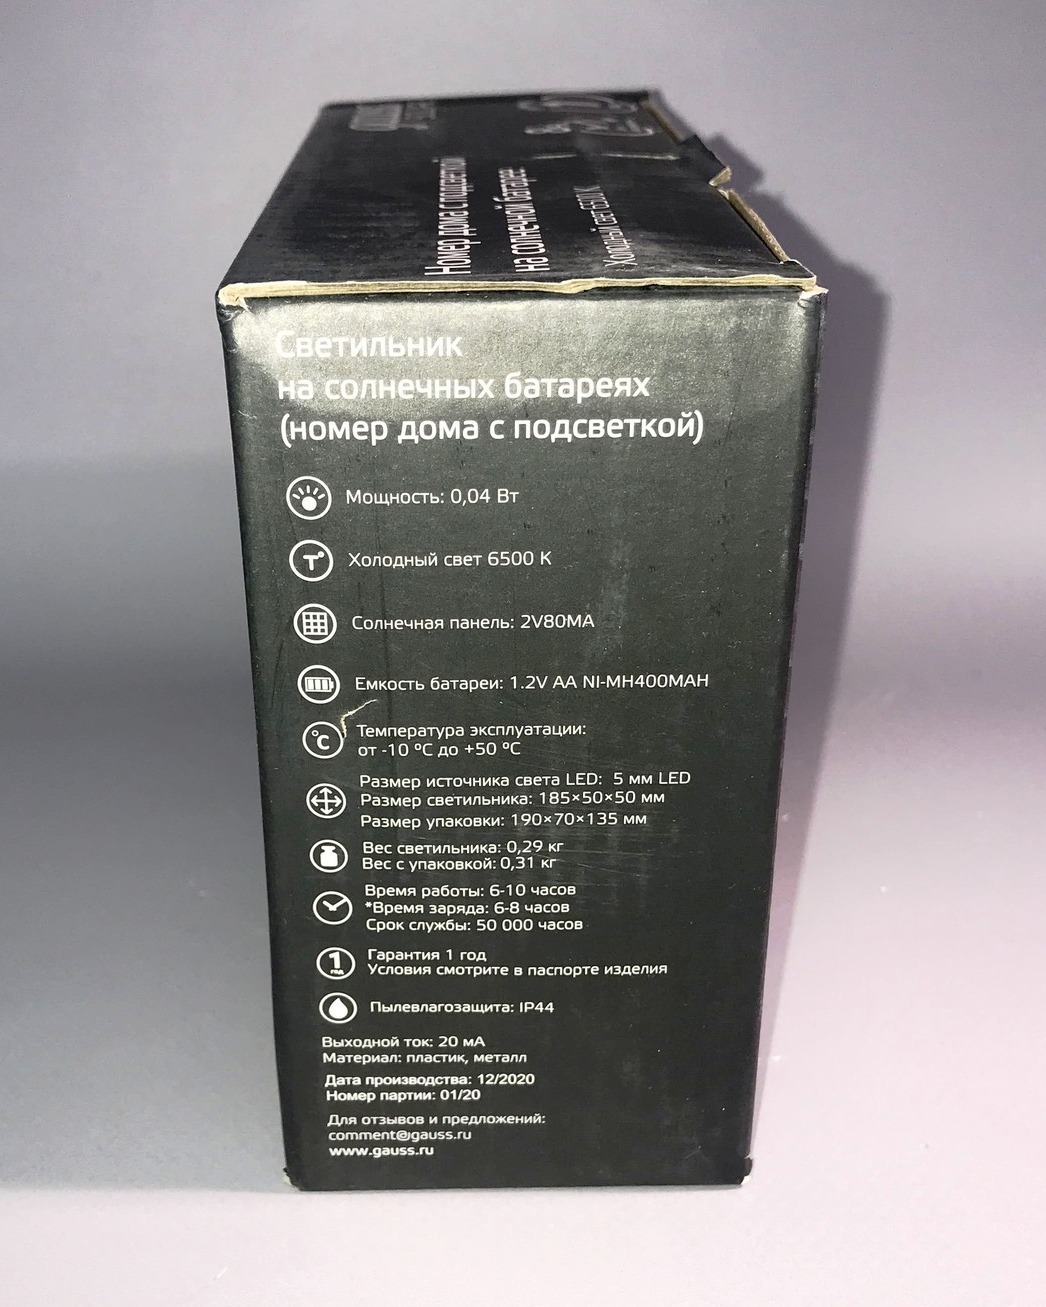 gauss
Номер дома с подсветкой
на солнечной батарее
Холодный свет 6500 К
Светильник
на солнечных батареях
(номер дома с подсветкой)
Мощность: 0,04 Вт
T°
Холодный свет 6500 К
Солнечная панель: 2V80MA
Емкость батареи: 1.2V AA NI-MH400MAH
°C
Температура эксплуатации:
от -10 °C до +50 °C
Размер источника света LED: 5 мм LED
Размер светильника: 185×50×50 мм
Размер упаковки: 190×70×135 мм
Вес светильника: 0,29 кг
Вес с упаковкой: 0,31 кг
Время работы: 6-10 часов
*Время заряда: 6-8 часов
Срок службы: 50 000 часов
1
год
Гарантия 1 год
Условия смотрите в паспорте изделия
Пылевлагозащита: IP44
Выходной ток: 20 мА
Материал: пластик, металл
Дата производства: 12/2020
Номер партии: 01/20
Для отзывов и предложений:
comment@gauss.ru
www.gauss.ru